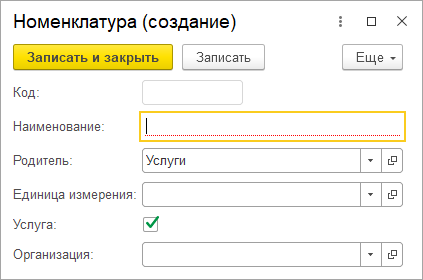 Номенклатура (создание)
Записать и закрыть Записать Еще
Код:
Наименование:
Родитель: Услуги
Единица измерения:
Услуга:
Организация: